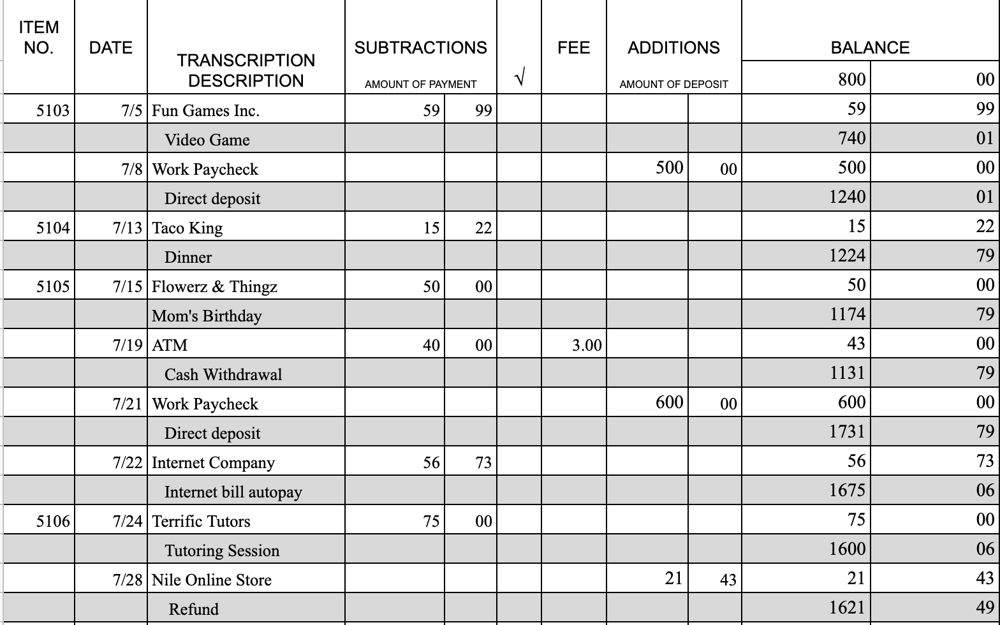 ITEM NO. DATE TRANSCRIPTION DESCRIPTION SUBTRACTIONS AMOUNT OF PAYMENT √ FEE ADDITIONS AMOUNT OF DEPOSIT BALANCE
800 00
5103 7/5 Fun Games Inc. 59 99 59 99
Video Game 740 01
7/8 Work Paycheck 500 00 500 00
Direct deposit 1240 01
5104 7/13 Taco King 15 22 15 22
Dinner 1224 79
5105 7/15 Flowerz & Thingz 50 00 50 00
Mom's Birthday 1174 79
7/19 ATM 40 00 3.00 43 00
Cash Withdrawal 1131 79
7/21 Work Paycheck 600 00 600 00
Direct deposit 1731 79
7/22 Internet Company 56 73 56 73
Internet bill autopay 1675 06
5106 7/24 Terrific Tutors 75 00 75 00
Tutoring Session 1600 06
7/28 Nile Online Store 21 43 21 43
Refund 1621 49